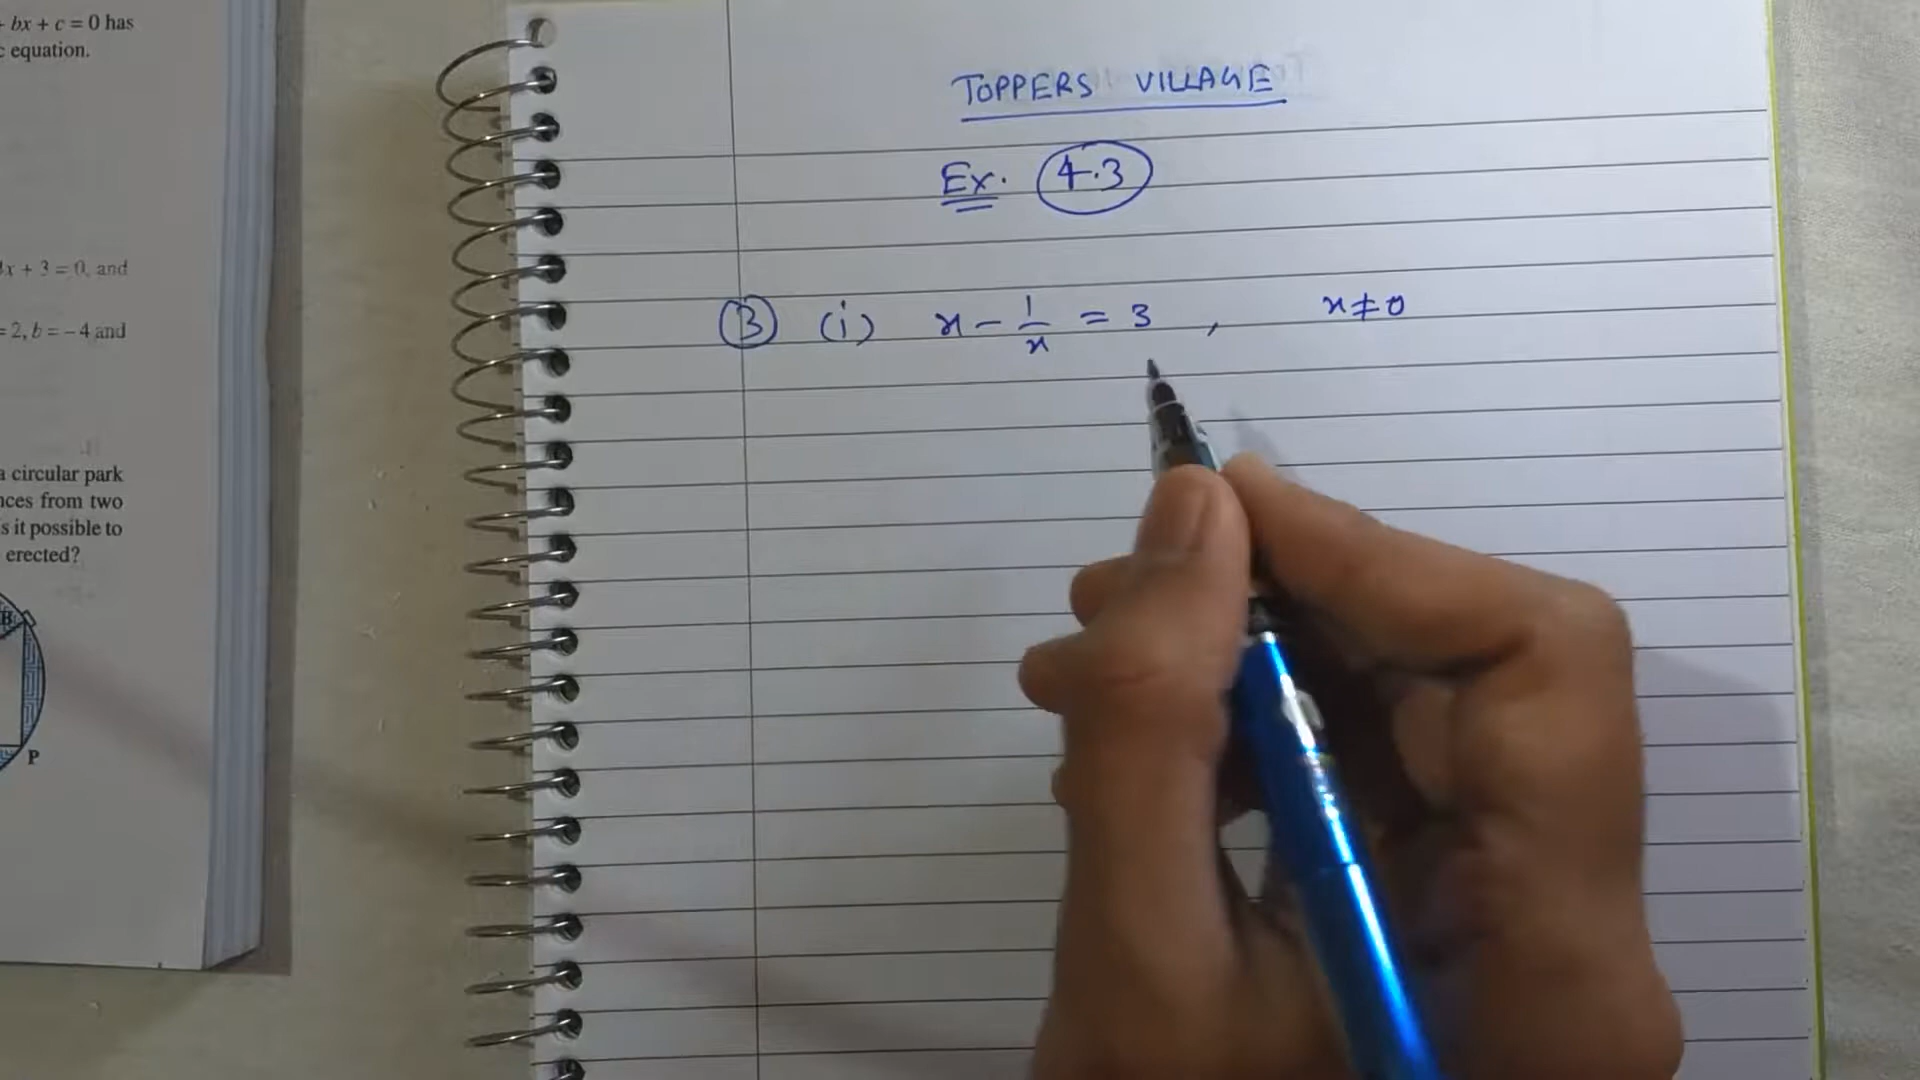 bx + c = 0 has
equation.
x + 3 = 0, and
= 2, b = – 4 and
a circular park
from two
s it possible to
erected?
B
P
TOPPERS VILLAGE
Ex. 4.3
3 (i) x - 1/x = 3 , x ≠ 0